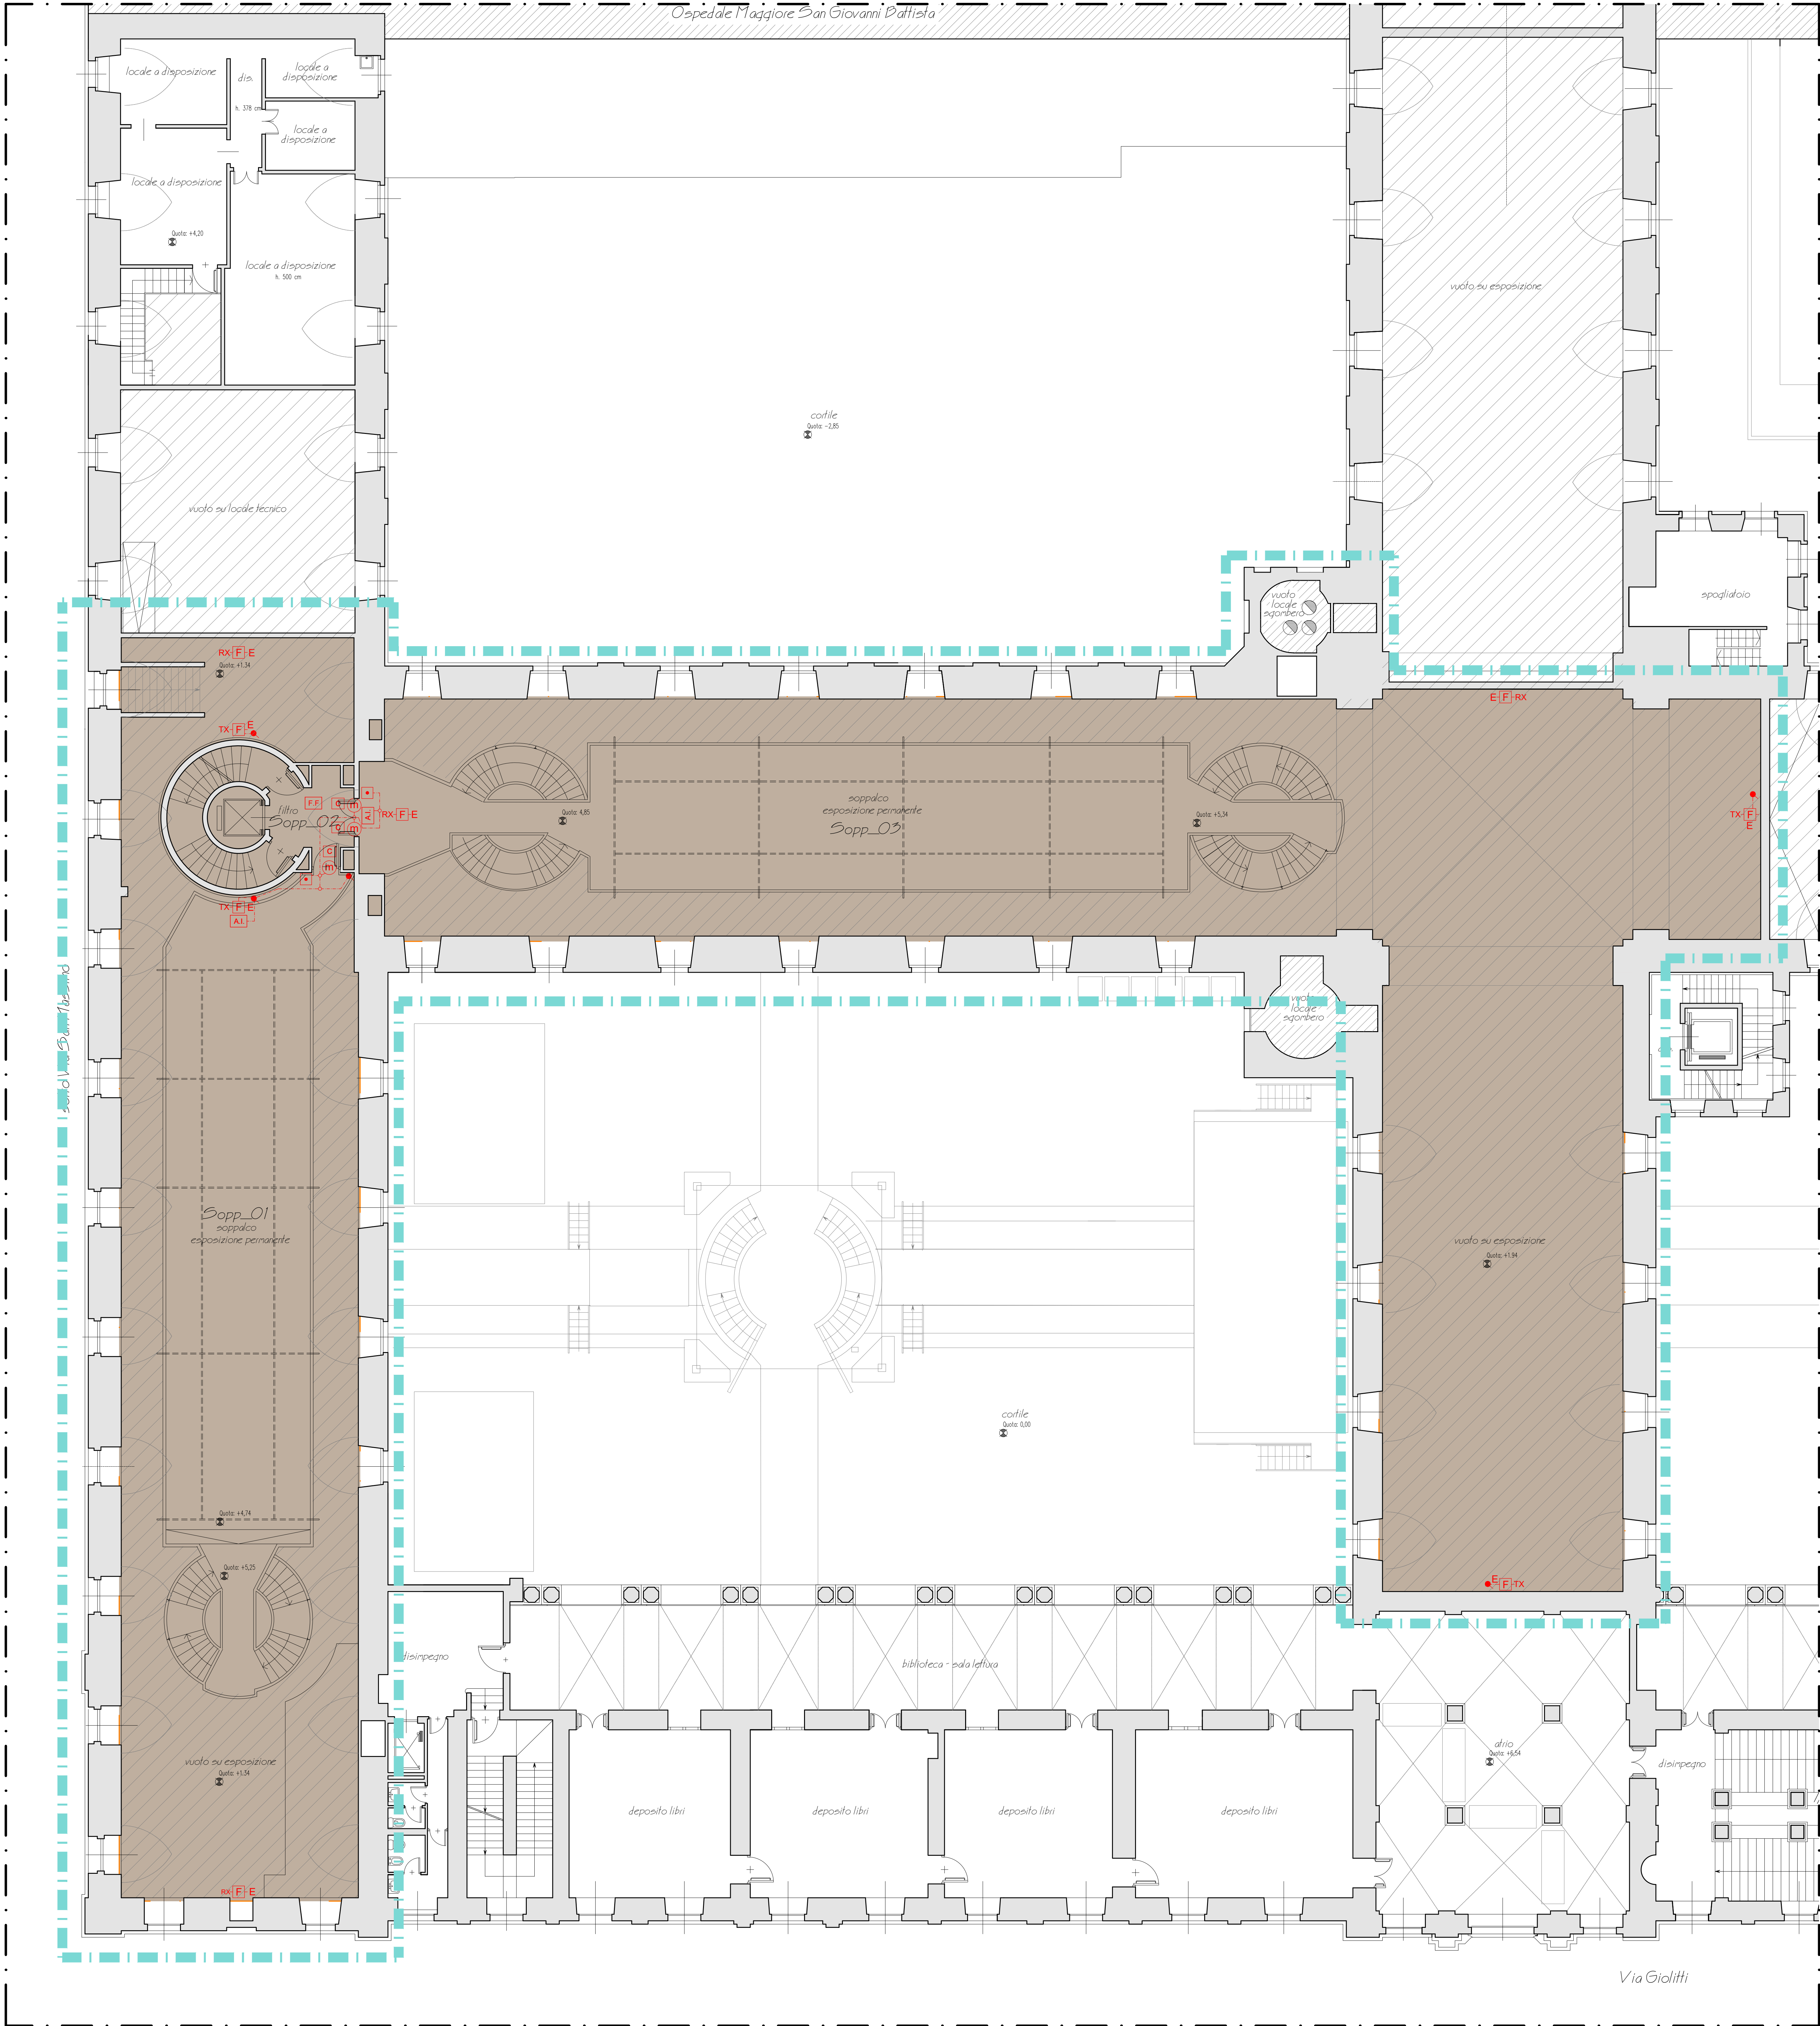 Ospedale Maggiore San Giovanni Battista
locale a disposizione
dis.
h. 378 cm
locale a
disposizione
locale a
disposizione
locale a disposizione
Quota: +4,20
locale a disposizione
h. 500 cm
vuoto su esposizione
cortile
Quota: -2,85
vuoto su locale tecnico
vuoto
locale
sgombero
spogliatoio
RX F E
Quota: +1.34
E F RX
TX F E
F.F.
filtro
Sopp_02
m
m
A.I.
RX F E
c
m
Quota: 4,85
soppalco
esposizione permanente
Sopp_03
Quota: +5,34
TX F
E
TX F E
A.I.
vuoto
locale
sgombero
Sopp_01
soppalco
esposizione permanente
vuoto su esposizione
Quota: +1.94
cortile
Quota: 0,00
Quota: +4,74
Quota: +5,25
E F TX
disimpegno
biblioteca - sala lettura
vuoto su esposizione
Quota: +1.34
atrio
Quota: +6,54
disimpegno
deposito libri
deposito libri
deposito libri
deposito libri
RX F E
Via Giolitti